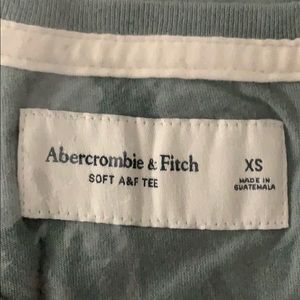 Abercrombie & Fitch
SOFT A&F TEE
XS
MADE IN
GUATEMALA